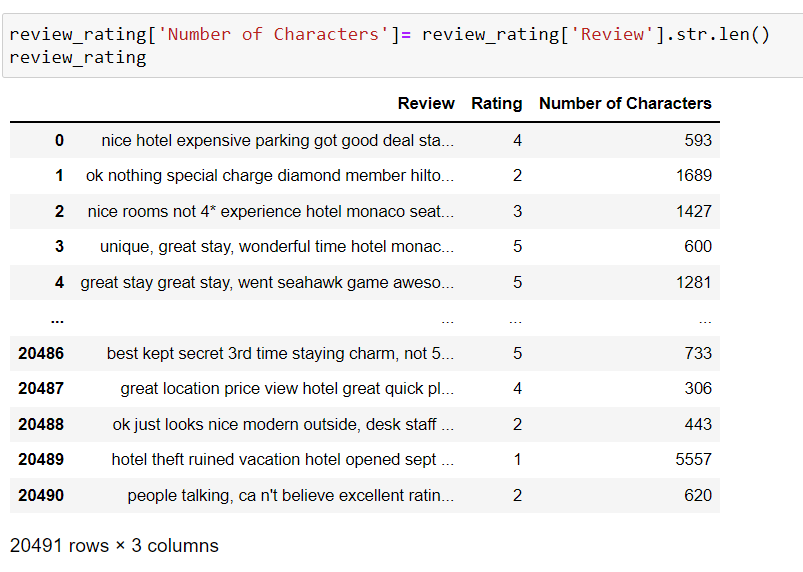 review_rating['Number of Characters']= review_rating['Review'].str.len()
review_rating
Review Rating Number of Characters
0 nice hotel expensive parking got good deal sta... 4 593
1 ok nothing special charge diamond member hilto... 2 1689
2 nice rooms not 4* experience hotel monaco seat... 3 1427
3 unique, great stay, wonderful time hotel monac... 5 600
4 great stay great stay, went seahawk game aweso... 5 1281
... ... ... ...
20486 best kept secret 3rd time staying charm, not 5... 5 733
20487 great location price view hotel great quick pl... 4 306
20488 ok just looks nice modern outside, desk staff ... 2 443
20489 hotel theft ruined vacation hotel opened sept ... 1 5557
20490 people talking, ca n't believe excellent ratin... 2 620
20491 rows × 3 columns